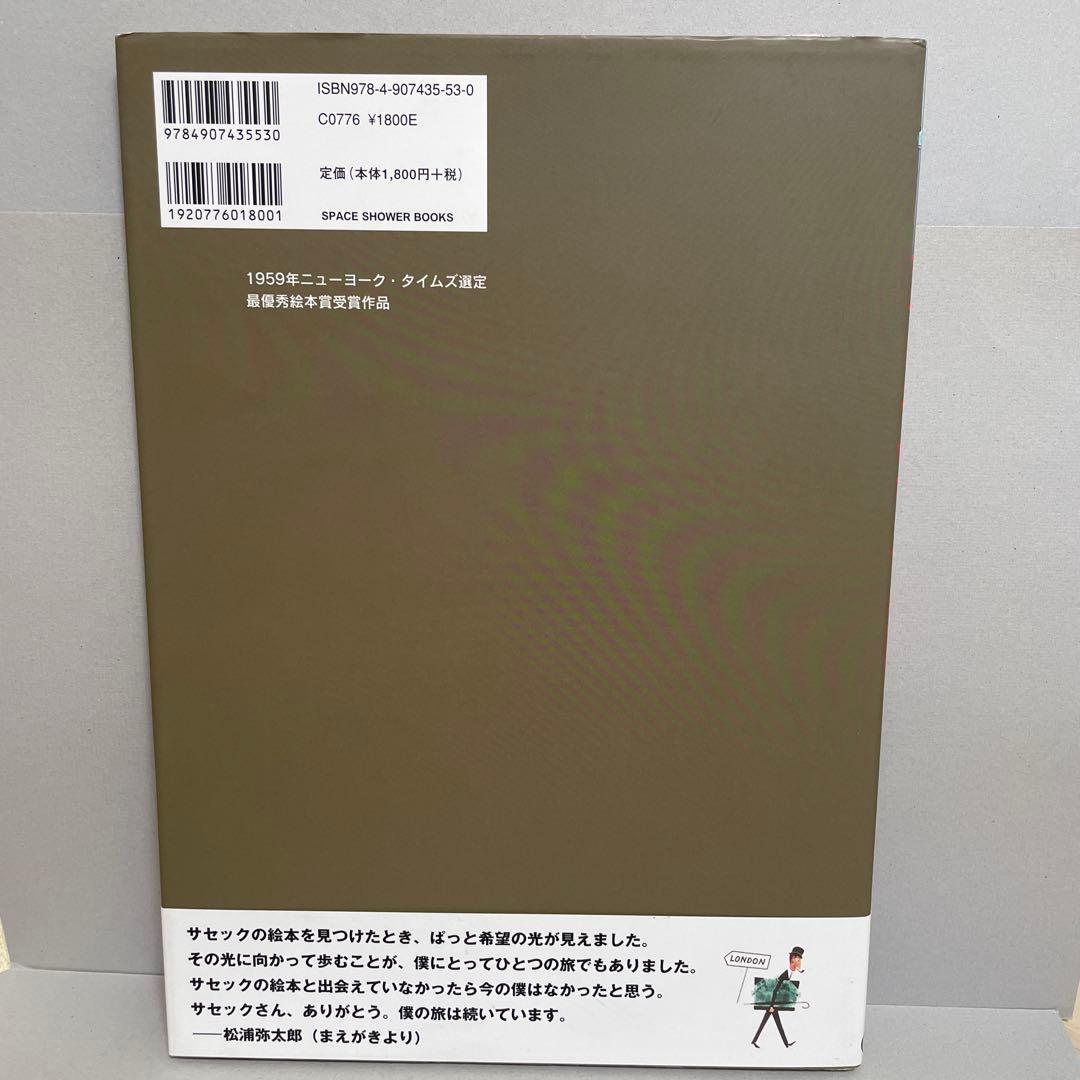 ISBN978-4-907435-53-0
9784907435530
C0776 ¥1800E
定価(本体1,800円+税)
1920776018001
SPACE SHOWER BOOKS
1959年ニューヨーク・タイムズ選定
最優秀絵本賞受賞作品
サセックの絵本を見つけたとき、ぱっと希望の光が見えました。
その光に向かって歩むことが、僕にとってひとつの旅でもありました。
サセックの絵本と出会えていなかったら今の僕はなかったと思う。
サセックさん、ありがとう。僕の旅は続いています。
──松浦弥太郎(まえがきより)
LONDON